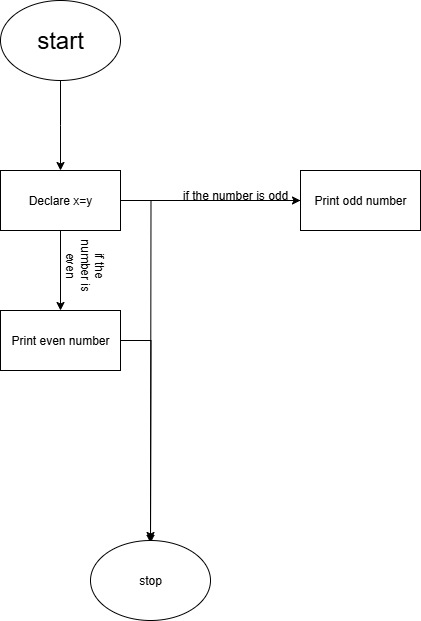 start
Declare x=y
if the number is odd
Print odd number
if the
number is
even
Print even number
stop